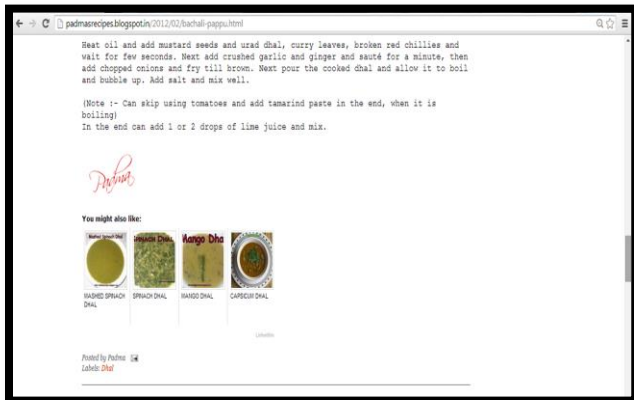 padmasrecipes.blogspot.in/2012/02/bachali-pappu.html
Heat oil and add mustard seeds and urad dhal, curry leaves, broken red chillies and
wait for few seconds. Next add crushed garlic and ginger and sauté for a minute, then
add chopped onions and fry till brown. Next pour the cooked dhal and allow it to boil
and bubble up. Add salt and mix well.
(Note :- Can skip using tomatoes and add tamarind paste in the end, when it is
boiling)
In the end can add 1 or 2 drops of lime juice and mix.
Padma
You might also like:
Mashed Spinach Dhal
SPINACH DHAL
Mango Dha
MASHED SPINACH
DHAL
SPINACH DHAL
MANGO DHAL
CAPSICUM DHAL
LinkWithin
Posted by Padma
Labels: Dhal